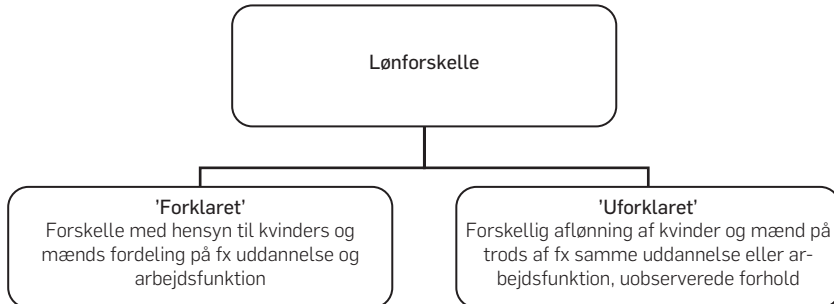 Lønforskelle
'Forklaret'
Forskelle med hensyn til kvinders og
mænds fordeling på fx uddannelse og
arbejdsfunktion
'Uforklaret'
Forskellig aflønning af kvinder og mænd på
trods af fx samme uddannelse eller ar-
bejdsfunktion, uobserverede forhold